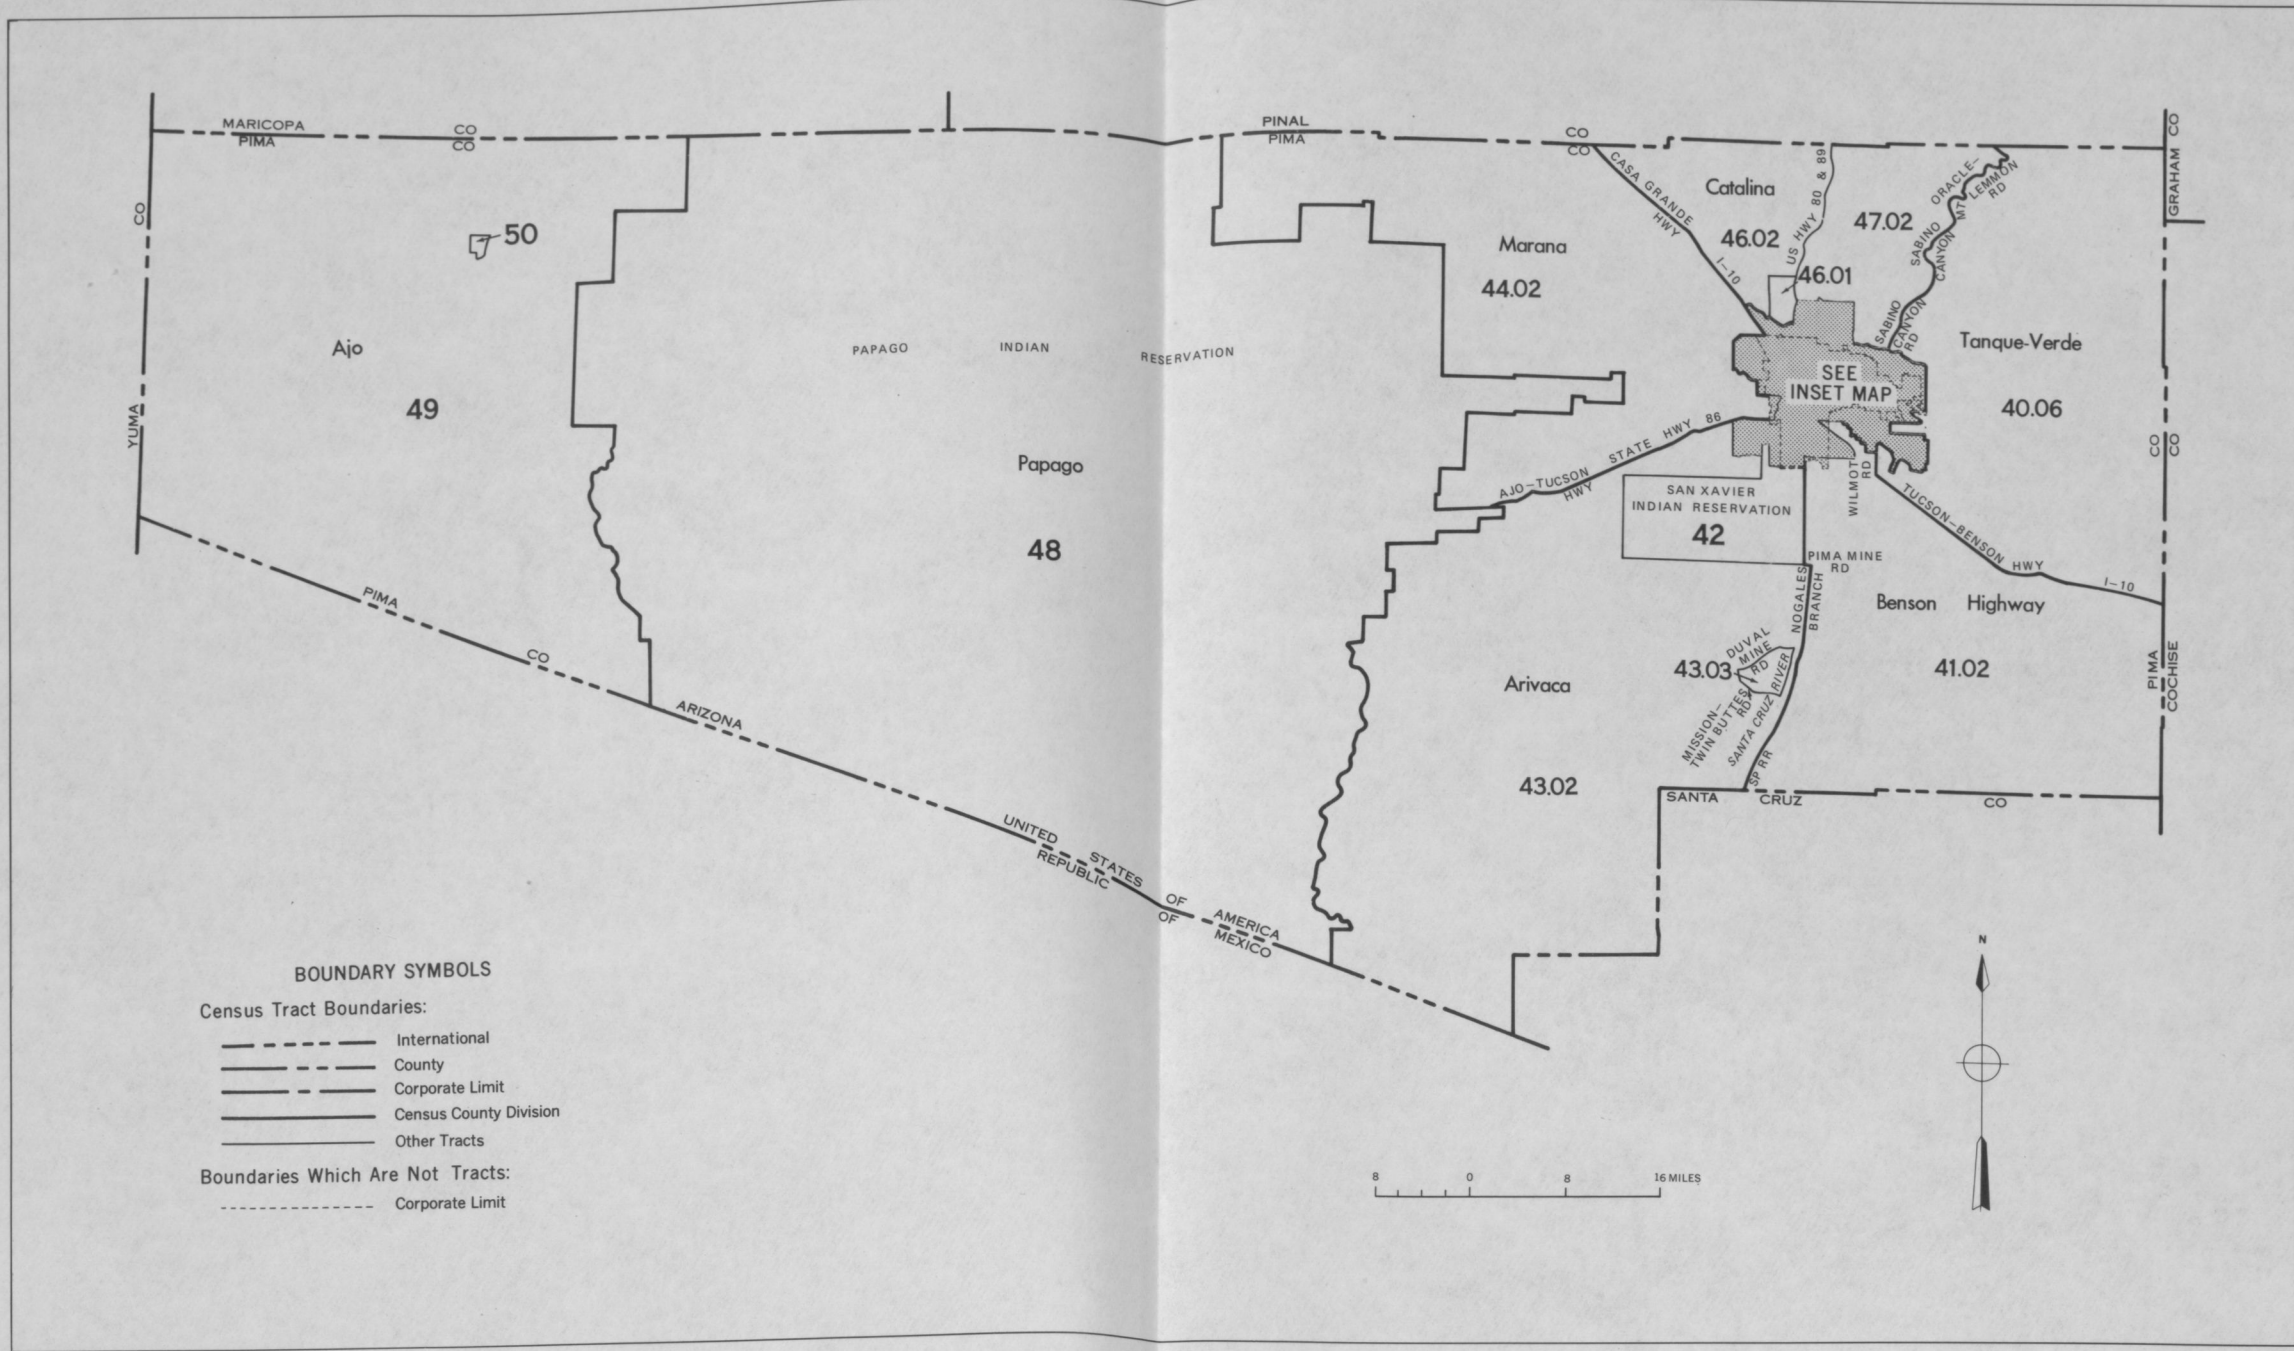 MARICOPA CO
PIMA CO
PINAL CO
PIMA CO
GRAHAM CO
CO
YUMA
50
Ajo
49
PAPAGO INDIAN RESERVATION
Papago
48
Marana
44.02
CASA GRANDE HWY
I-10
Catalina
46.02
US HWY 80 & 89
46.01
47.02
ORACLE-
MT LEMMON
RD
SABINO CANYON
SABINO CANYON RD
Tanque-Verde
40.06
SEE
INSET MAP
CO CO
AJO-TUCSON STATE HWY 86
HWY
SAN XAVIER
INDIAN RESERVATION
42
WILMOT
RD
TUCSON-BENSON HWY I-10
PIMA MINE
RD
NOGALES
BRANCH
Benson Highway
41.02
DUVAL
MINE
RD
43.03
MISSION-
TWIN BUTTES
RD
SANTA CRUZ RIVER
SP RR
Arivaca
43.02
PIMA
COCHISE
SANTA CRUZ CO
PIMA CO
ARIZONA
UNITED STATES OF AMERICA
REPUBLIC OF MEXICO
BOUNDARY SYMBOLS
Census Tract Boundaries:
International
County
Corporate Limit
Census County Division
Other Tracts
Boundaries Which Are Not Tracts:
Corporate Limit
8 0 8 16 MILES
N